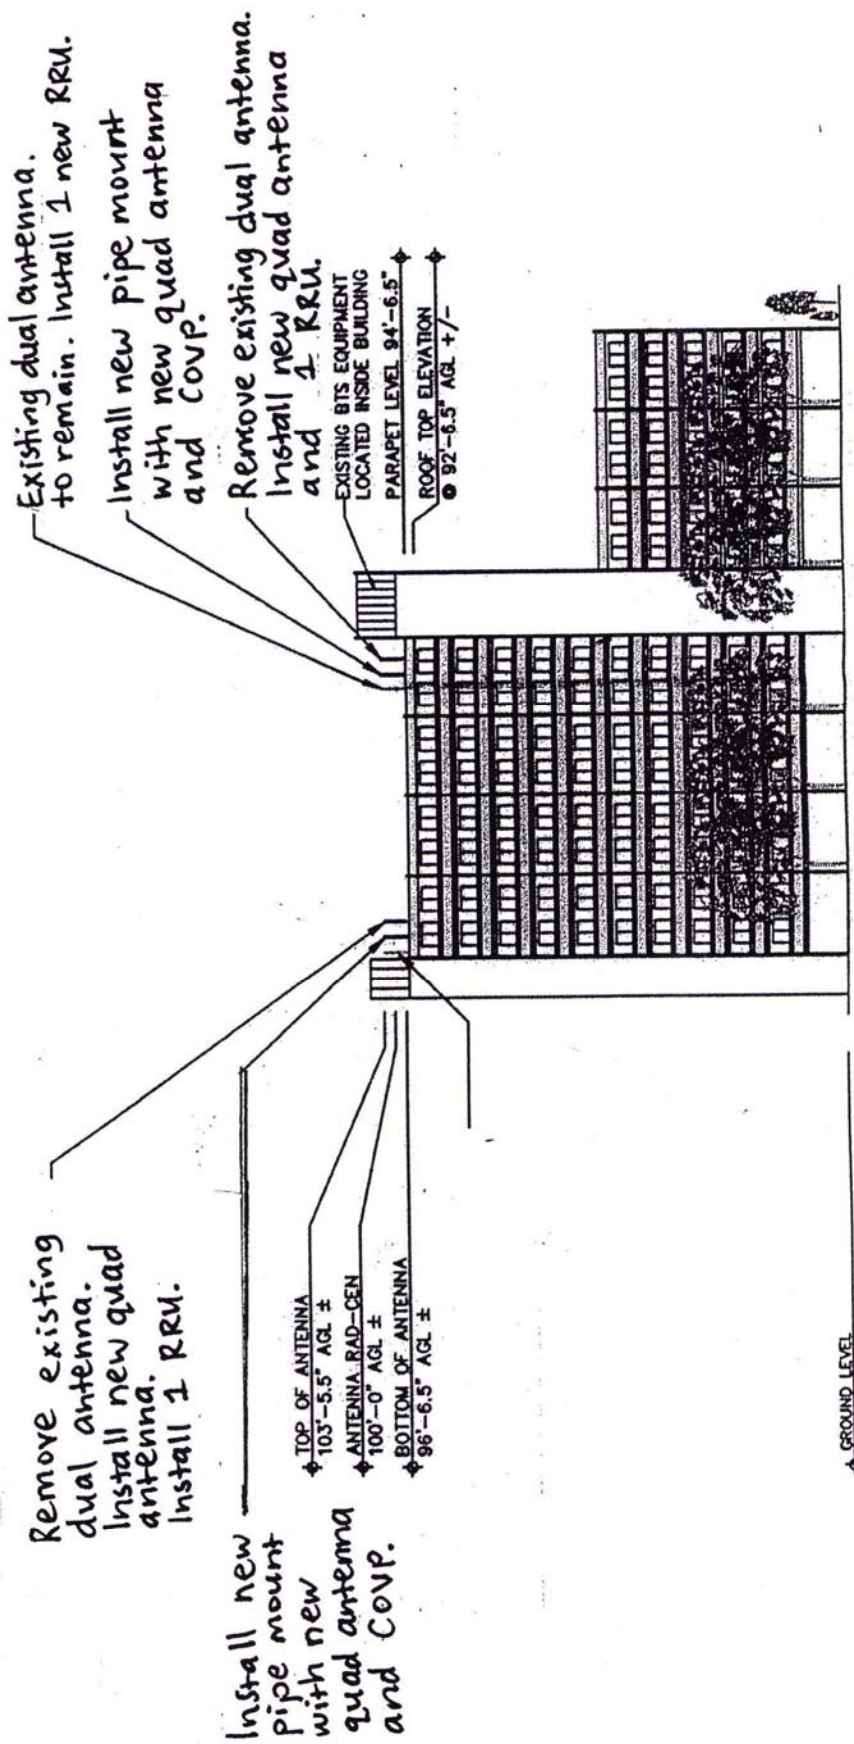 Existing dual antenna.
to remain. Install 1 new RRU.
Install new pipe mount
with new quad antenna
and COVP.
Remove existing dual antenna.
Install new quad antenna
and 1 RRU.
EXISTING BTS EQUIPMENT
LOCATED INSIDE BUILDING
PARAPET LEVEL 94'-6.5"
ROOF TOP ELEVATION
@ 92'-6.5" AGL +/-
Remove existing
dual antenna.
Install new quad
antenna.
Install 1 RRU.
Install new
pipe mount
with new
quad antenna
and COVP.
TOP OF ANTENNA
103'-5.5" AGL ±
ANTENNA RAD-CEN
100'-0" AGL ±
BOTTOM OF ANTENNA
96'-6.5" AGL ±
GROUND LEVEL